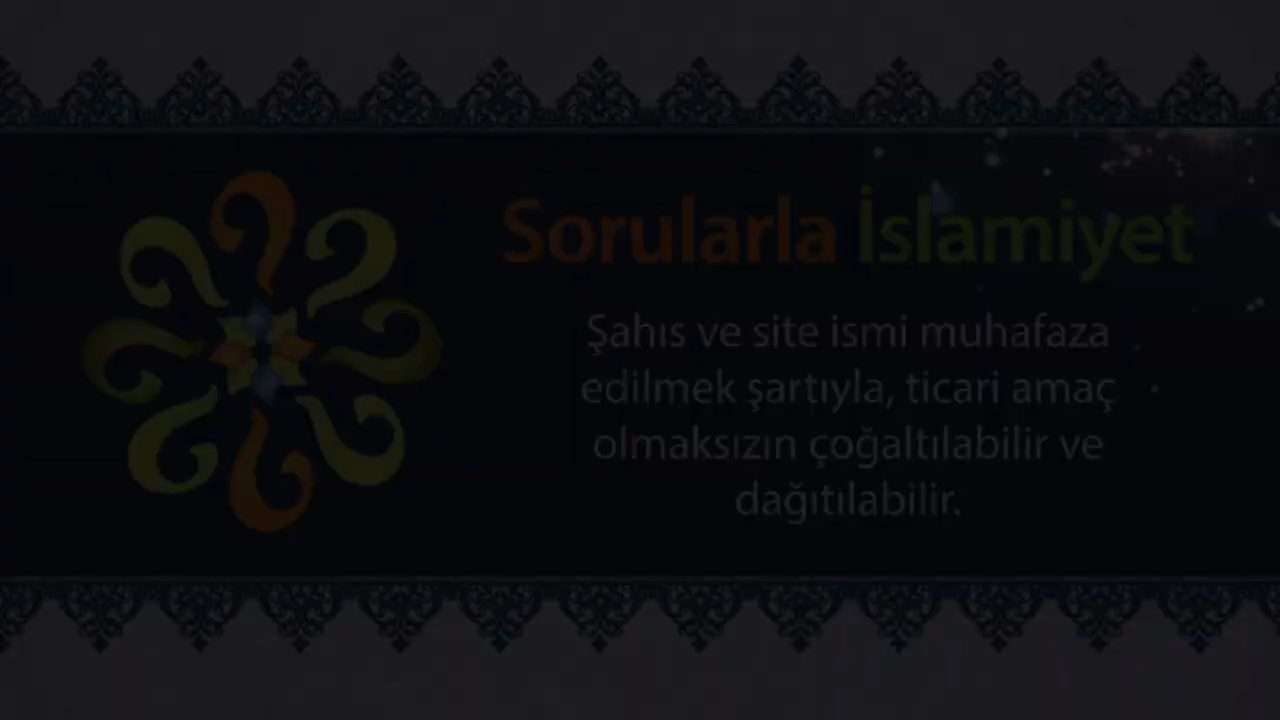 Sorularla İslamiyet
Şahıs ve site ismi muhafaza
edilmek şartıyla, ticari amaç
olmaksızın çoğaltılabilir ve
dağıtılabilir.